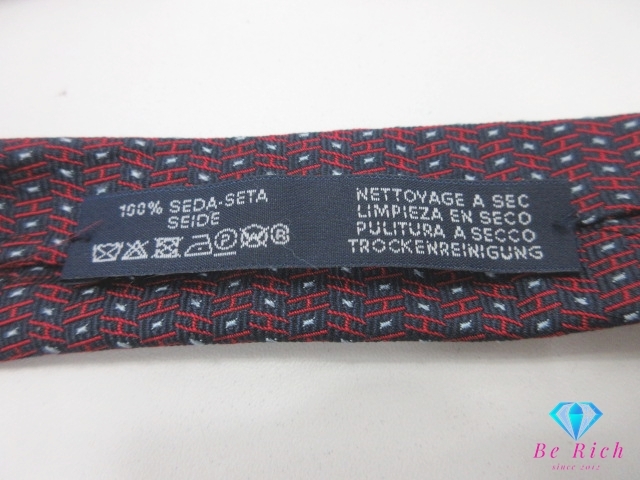 100% SEDA-SETA
SEIDE
NETTOYAGE A SEC
LIMPIEZA EN SECO
PULITURA A SECCO
TROCKENREINIGUNG
Be Rich
since 2012